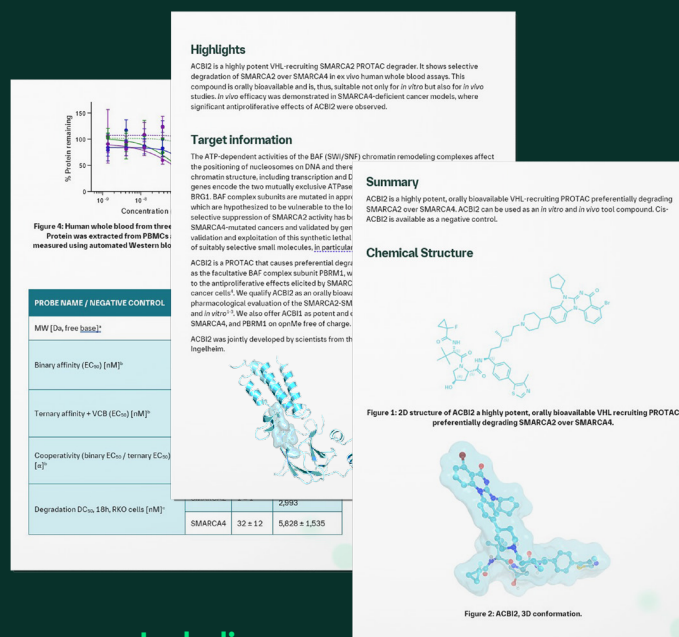 Highlights
ACBI2 is a highly potent VHL-recruiting SMARCA2 PROTAC degrader. It shows selective
degradation of SMARCA2 over SMARCA4 in ex vivo human whole blood assays. This
compound is orally bioavailable and is, thus, suitable not only for in vitro but also for in vivo
studies. In vivo efficacy was demonstrated in SMARCA4-deficient cancer models, where
significant antiproliferative effects of ACBI2 were observed.
Target information
The ATP-dependent activities of the BAF (SWI/SNF) chromatin remodeling complexes affect
the positioning of nucleosomes on DNA and there
chromatin structure, including transcription and D
genes encode the two mutually exclusive ATPase
BRG1. BAF complex subunits are mutated in appr
which are hypothesized to be vulnerable to the lo
selective suppression of SMARCA2 activity has b
SMARCA4-mutated cancers and validated by gen
validation and exploitation of this synthetic lethal
of suitably selective small molecules, in particular
ACBI2 is a PROTAC that causes preferential degra
as the facultative BAF complex subunit PBRM1, w
to the antiproliferative effects elicited by SMARC
cancer cells⁴. We qualify ACBI2 as an orally bioava
pharmacological evaluation of the SMARCA2-SM
and in vitro¹⁻³. We also offer ACBI1 as potent and
SMARCA4, and PBRM1 on opnMe free of charge.
ACBI2 was jointly developed by scientists from th
Ingelheim.
% Protein remaining
150
100
50
0
Concentration
Figure 4: Human whole blood from three
Protein was extracted from PBMCs
measured using automated Western blo
PROBE NAME / NEGATIVE CONTROL
MW [Da, free base]ᵃ
Binary affinity (EC₅₀) [nM]ᵇ
Ternary affinity + VCB (EC₅₀) [nM]ᵇ
Cooperativity (binary EC₅₀ / ternary EC₅₀)
[α]ᵇ
Degradation DC₅₀, 18h, RKO cells [nM]ᶜ
2,993
SMARCA4 32 ± 12 5,828 ± 1,535
Summary
ACBI2 is a highly potent, orally bioavailable VHL-recruiting PROTAC preferentially degrading
SMARCA2 over SMARCA4. ACBI2 can be used as an in vitro and in vivo tool compound. Cis-
ACBI2 is available as a negative control.
Chemical Structure
Figure 1: 2D structure of ACBI2 a highly potent, orally bioavailable VHL recruiting PROTAC
preferentially degrading SMARCA2 over SMARCA4.
Figure 2: ACBI2, 3D conformation.